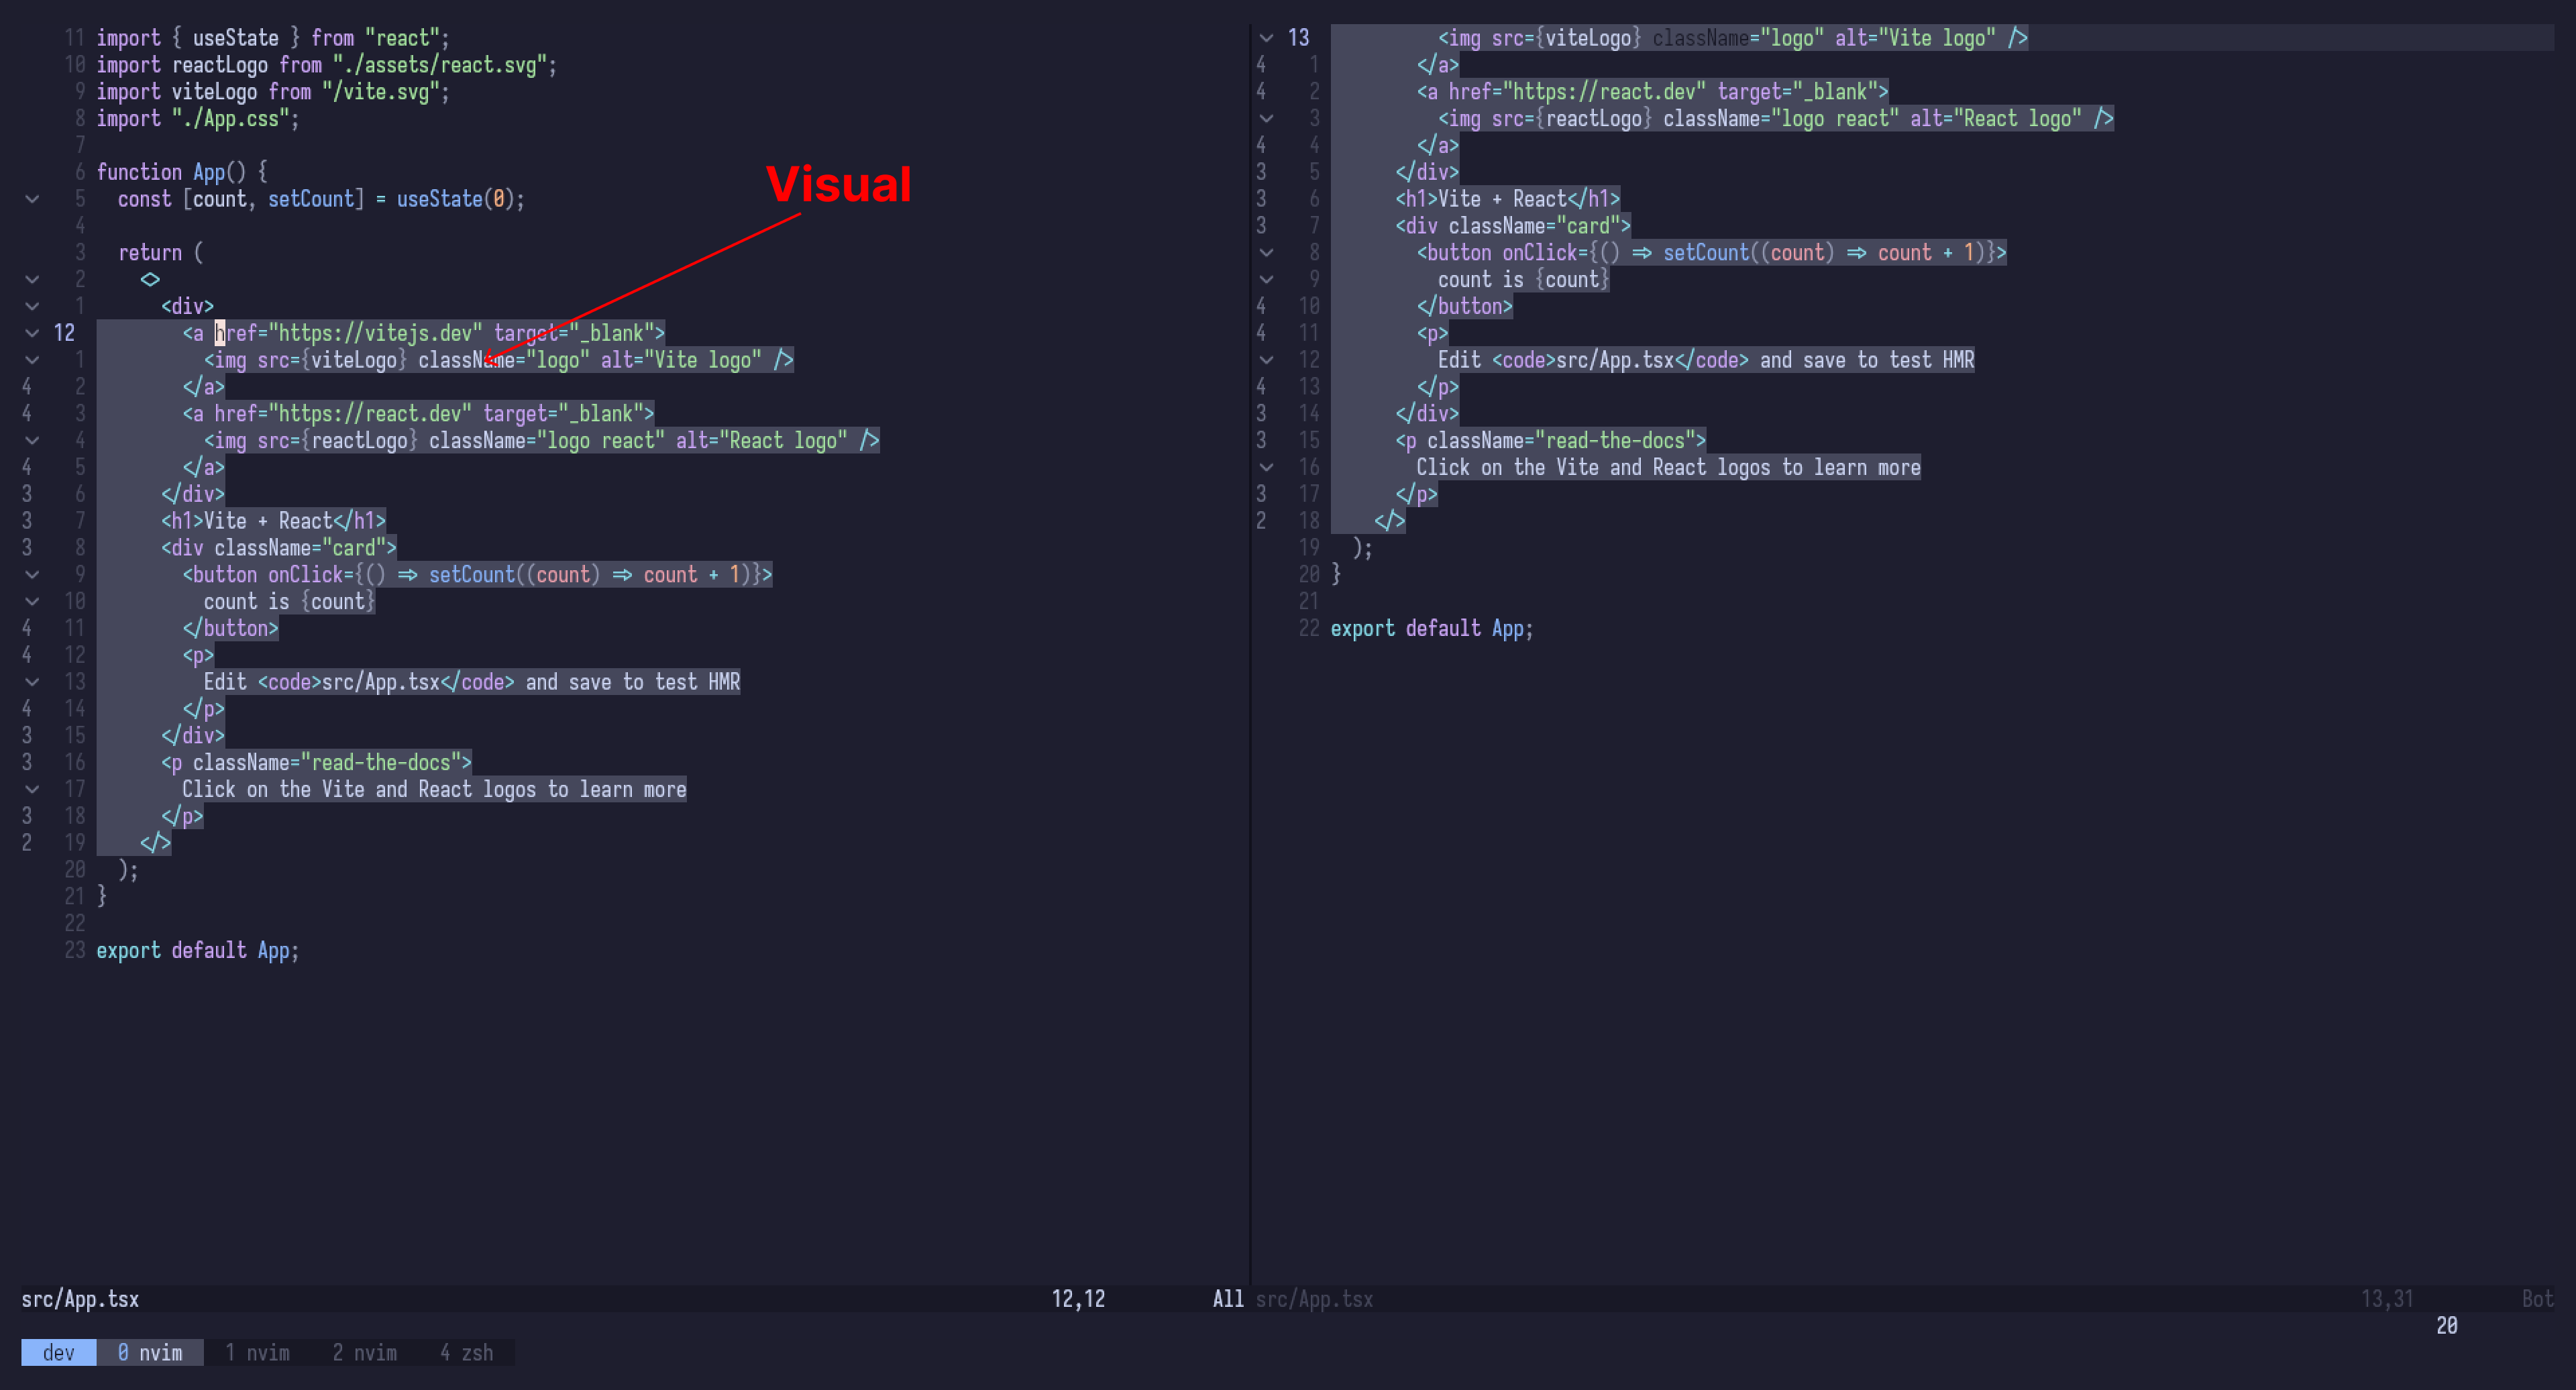 11 import { useState } from "react";
10 import reactLogo from "./assets/react.svg";
9 import viteLogo from "/vite.svg";
8 import "./App.css";
7
6 function App() {
5 const [count, setCount] = useState(0);
4
3 return (
2 <>
1 <div>
12 <a href="https://vitejs.dev" target="_blank">
1 <img src={viteLogo} className="logo" alt="Vite logo" />
4 2 </a>
4 3 <a href="https://react.dev" target="_blank">
4 <img src={reactLogo} className="logo react" alt="React logo" />
4 5 </a>
3 6 </div>
3 7 <h1>Vite + React</h1>
3 8 <div className="card">
9 <button onClick={() => setCount((count) => count + 1)}>
10 count is {count}
4 11 </button>
4 12 <p>
13 Edit <code>src/App.tsx</code> and save to test HMR
4 14 </p>
3 15 </div>
3 16 <p className="read-the-docs">
17 Click on the Vite and React logos to learn more
3 18 </p>
2 19 </>
20 );
21 }
22
23 export default App;
Visual
13 <img src={viteLogo} className="logo" alt="Vite logo" />
4 1 </a>
4 2 <a href="https://react.dev" target="_blank">
3 <img src={reactLogo} className="logo react" alt="React logo" />
4 4 </a>
3 5 </div>
3 6 <h1>Vite + React</h1>
3 7 <div className="card">
8 <button onClick={() => setCount((count) => count + 1)}>
9 count is {count}
4 10 </button>
4 11 <p>
12 Edit <code>src/App.tsx</code> and save to test HMR
4 13 </p>
3 14 </div>
3 15 <p className="read-the-docs">
16 Click on the Vite and React logos to learn more
3 17 </p>
2 18 </>
19 );
20 }
21
22 export default App;
src/App.tsx 12,12 All
src/App.tsx 13,31 Bot
20
dev 0 nvim 1 nvim 2 nvim 4 zsh